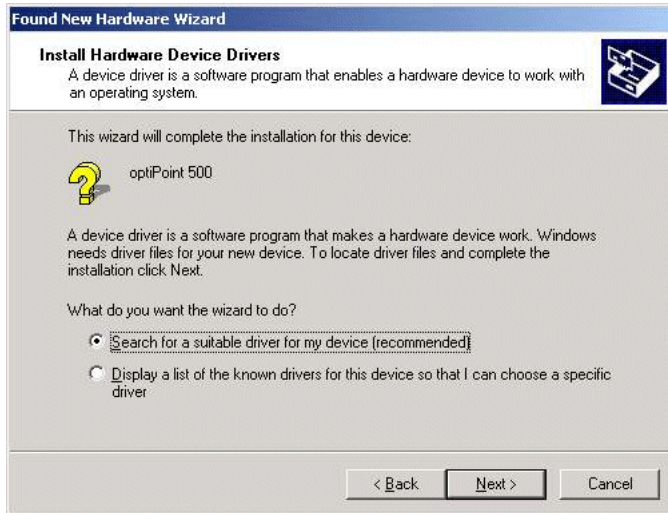 Found New Hardware Wizard
Install Hardware Device Drivers
A device driver is a software program that enables a hardware device to work with
an operating system.
This wizard will complete the installation for this device:
optiPoint 500
A device driver is a software program that makes a hardware device work. Windows
needs driver files for your new device. To locate driver files and complete the
installation click Next.
What do you want the wizard to do?
Search for a suitable driver for my device (recommended)
Display a list of the known drivers for this device so that I can choose a specific
driver
< Back Next > Cancel